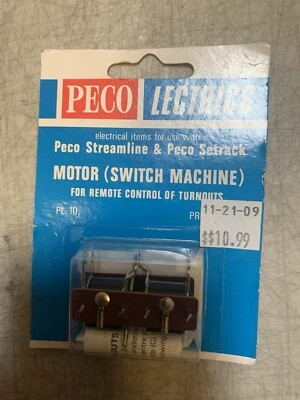 PECO LECTRICS
electrical items for use with
Peco Streamline & Peco Setrack
MOTOR (SWITCH MACHINE)
FOR REMOTE CONTROL OF TURNOUTS
PL-10
11-21-09
$$10.99